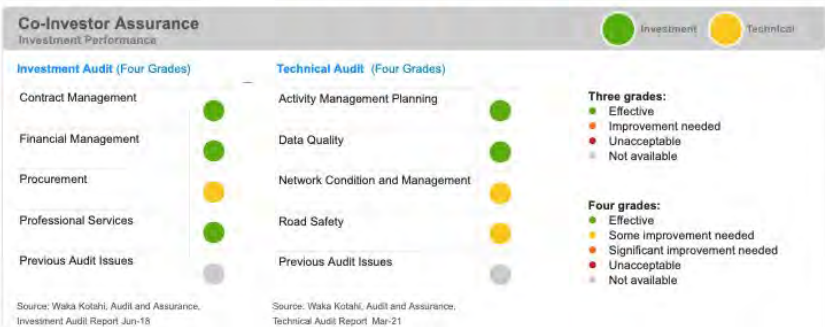 Co-Investor Assurance
Investment Performance
Investment
Technical
Investment Audit (Four Grades)
Contract Management
Financial Management
Procurement
Professional Services
Previous Audit Issues
Source: Waka Kotahi, Audit and Assurance,
Investment Audit Report Jun-18
Technical Audit (Four Grades)
Activity Management Planning
Data Quality
Network Condition and Management
Road Safety
Previous Audit Issues
Source: Waka Kotahi, Audit and Assurance,
Technical Audit Report Mar-21
Three grades:
Effective
Improvement needed
Unacceptable
Not available
Four grades:
Effective
Some improvement needed
Significant improvement needed
Unacceptable
Not available